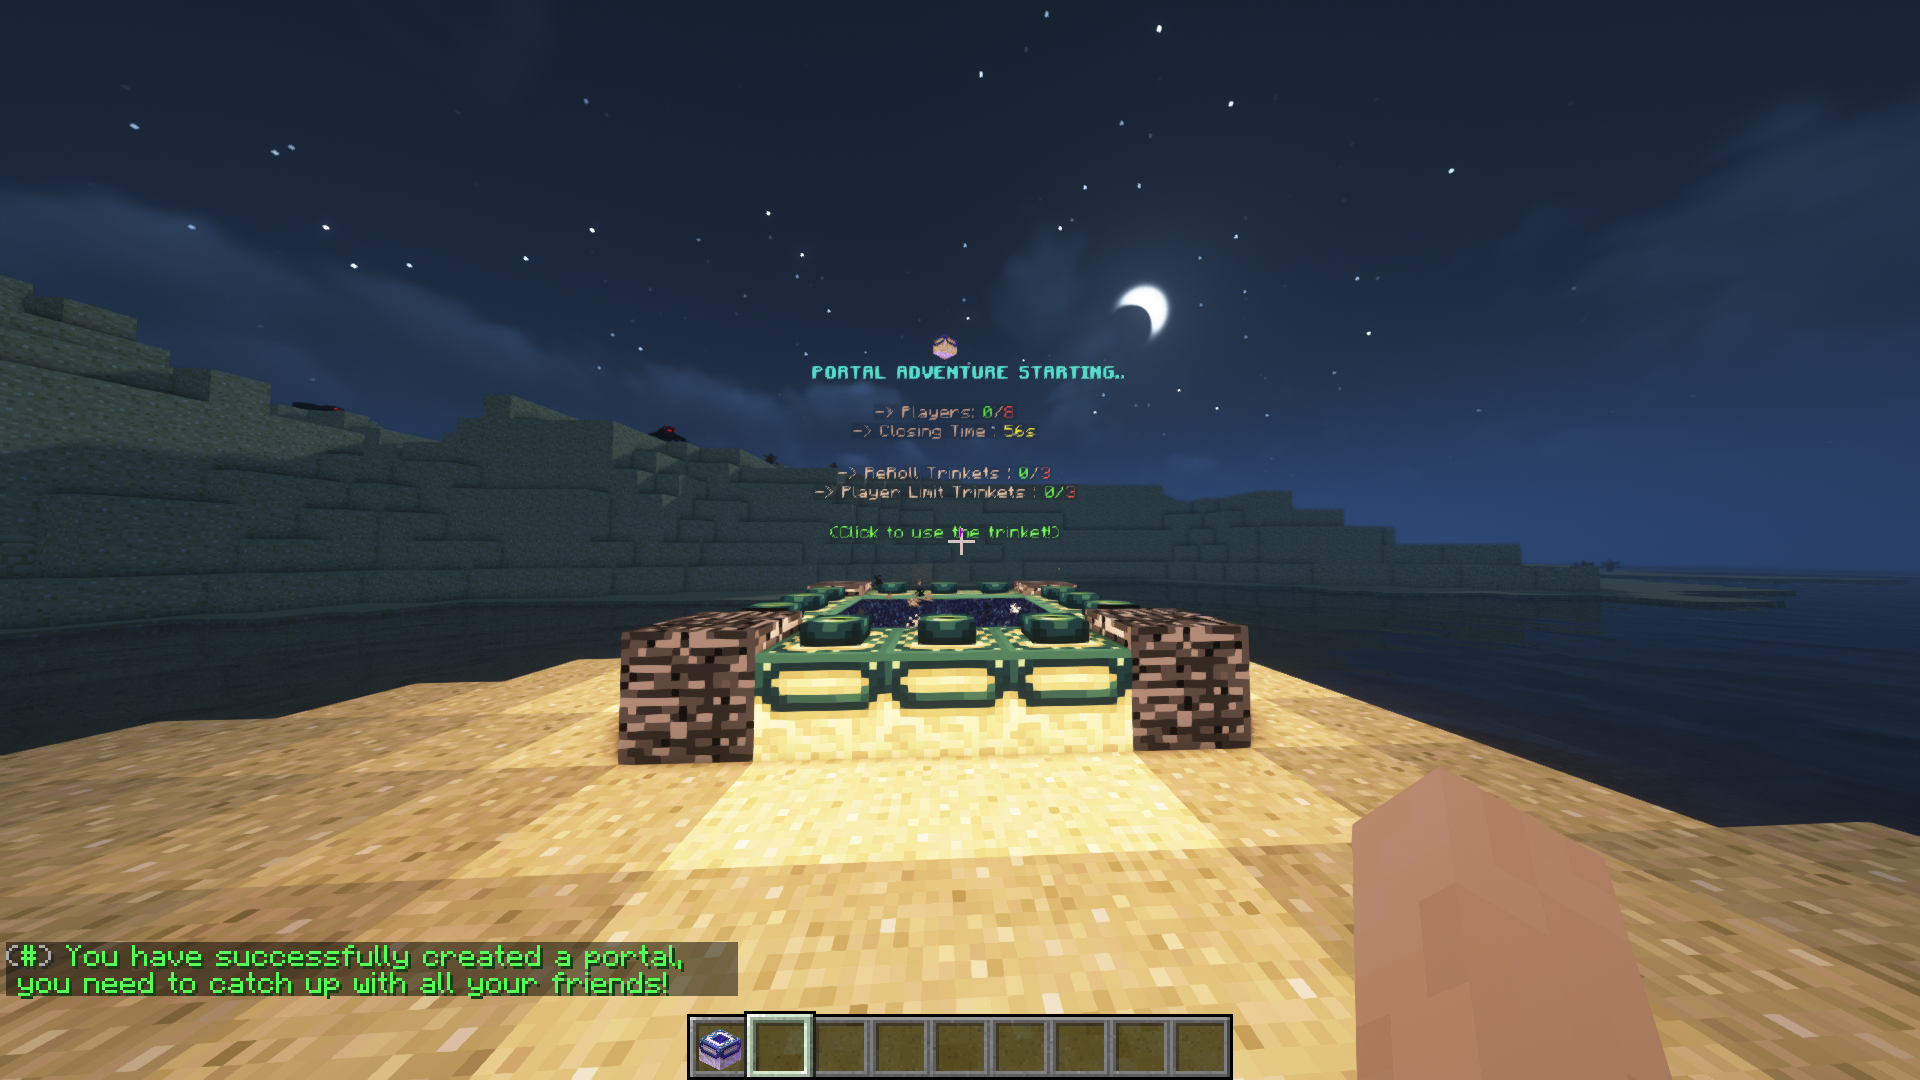 PORTAL ADVENTURE STARTING..
-> Players: 0/8
-> Closing Time : 56s
-> ReRoll Trinkets : 0/3
-> Player Limit Trinkets : 0/3
(Click to use the trinket!)
(#) You have successfully created a portal,
you need to catch up with all your friends!